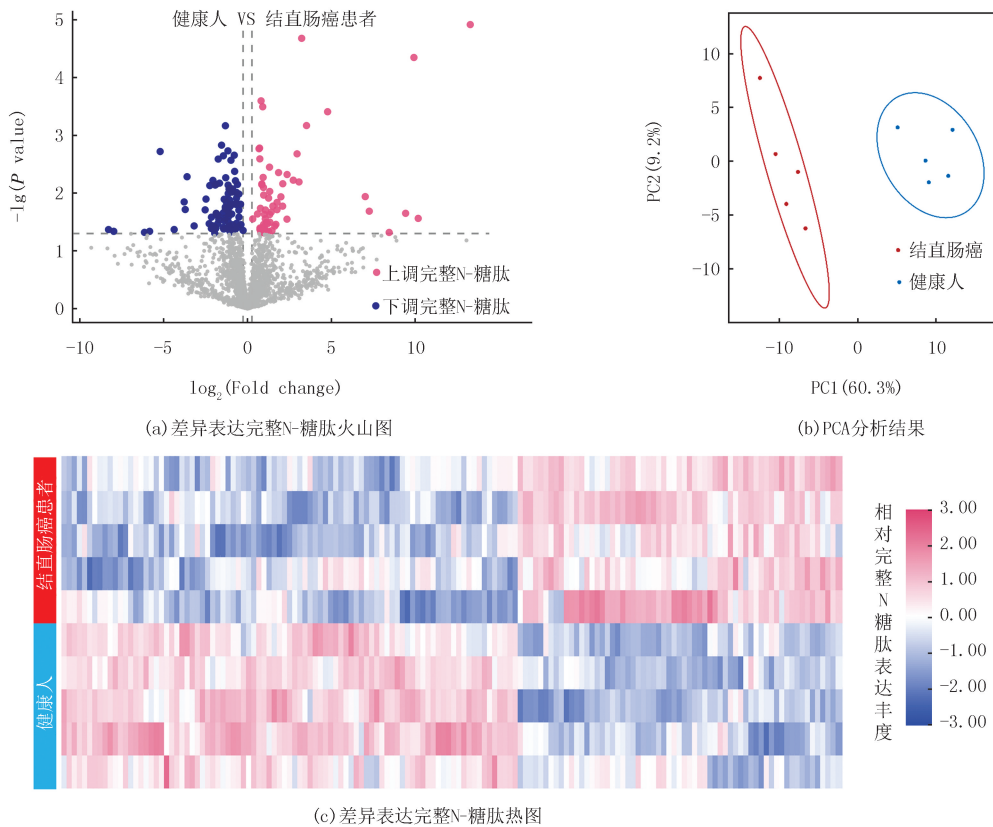 健康人 VS 结直肠癌患者
5
4
3
2
1
0
-lg(P value)
上调完整N-糖肽
下调完整N-糖肽
-10 -5 0 5 10
log2(Fold change)
(a)差异表达完整N-糖肽火山图
10
5
0
-5
-10
PC2(9.2%)
结直肠癌
健康人
-10 0 10
PC1(60.3%)
(b)PCA分析结果
结直肠癌患者
健康人
相对完整N糖肽表达丰度
3.00
2.00
1.00
0.00
-1.00
-2.00
-3.00
(c)差异表达完整N-糖肽热图